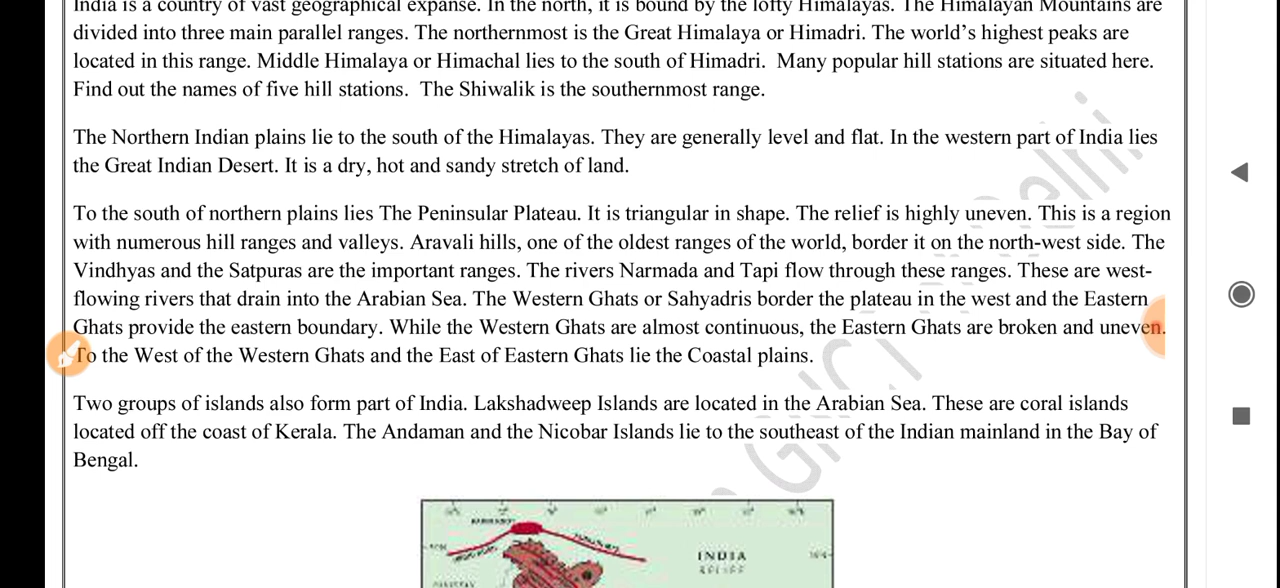 India is a country of vast geographical expanse. In the north, it is bound by the lofty Himalayas. The Himalayan Mountains are
divided into three main parallel ranges. The northernmost is the Great Himalaya or Himadri. The world's highest peaks are
located in this range. Middle Himalaya or Himachal lies to the south of Himadri.  Many popular hill stations are situated here.
Find out the names of five hill stations.  The Shiwalik is the southernmost range.
The Northern Indian plains lie to the south of the Himalayas. They are generally level and flat. In the western part of India lies
the Great Indian Desert. It is a dry, hot and sandy stretch of land.
To the south of northern plains lies The Peninsular Plateau. It is triangular in shape. The relief is highly uneven. This is a region
with numerous hill ranges and valleys. Aravali hills, one of the oldest ranges of the world, border it on the north-west side. The
Vindhyas and the Satpuras are the important ranges. The rivers Narmada and Tapi flow through these ranges. These are west-
flowing rivers that drain into the Arabian Sea. The Western Ghats or Sahyadris border the plateau in the west and the Eastern
Ghats provide the eastern boundary. While the Western Ghats are almost continuous, the Eastern Ghats are broken and uneven.
To the West of the Western Ghats and the East of Eastern Ghats lie the Coastal plains.
Two groups of islands also form part of India. Lakshadweep Islands are located in the Arabian Sea. These are coral islands
located off the coast of Kerala. The Andaman and the Nicobar Islands lie to the southeast of the Indian mainland in the Bay of
Bengal.
INDIA
RELIEF